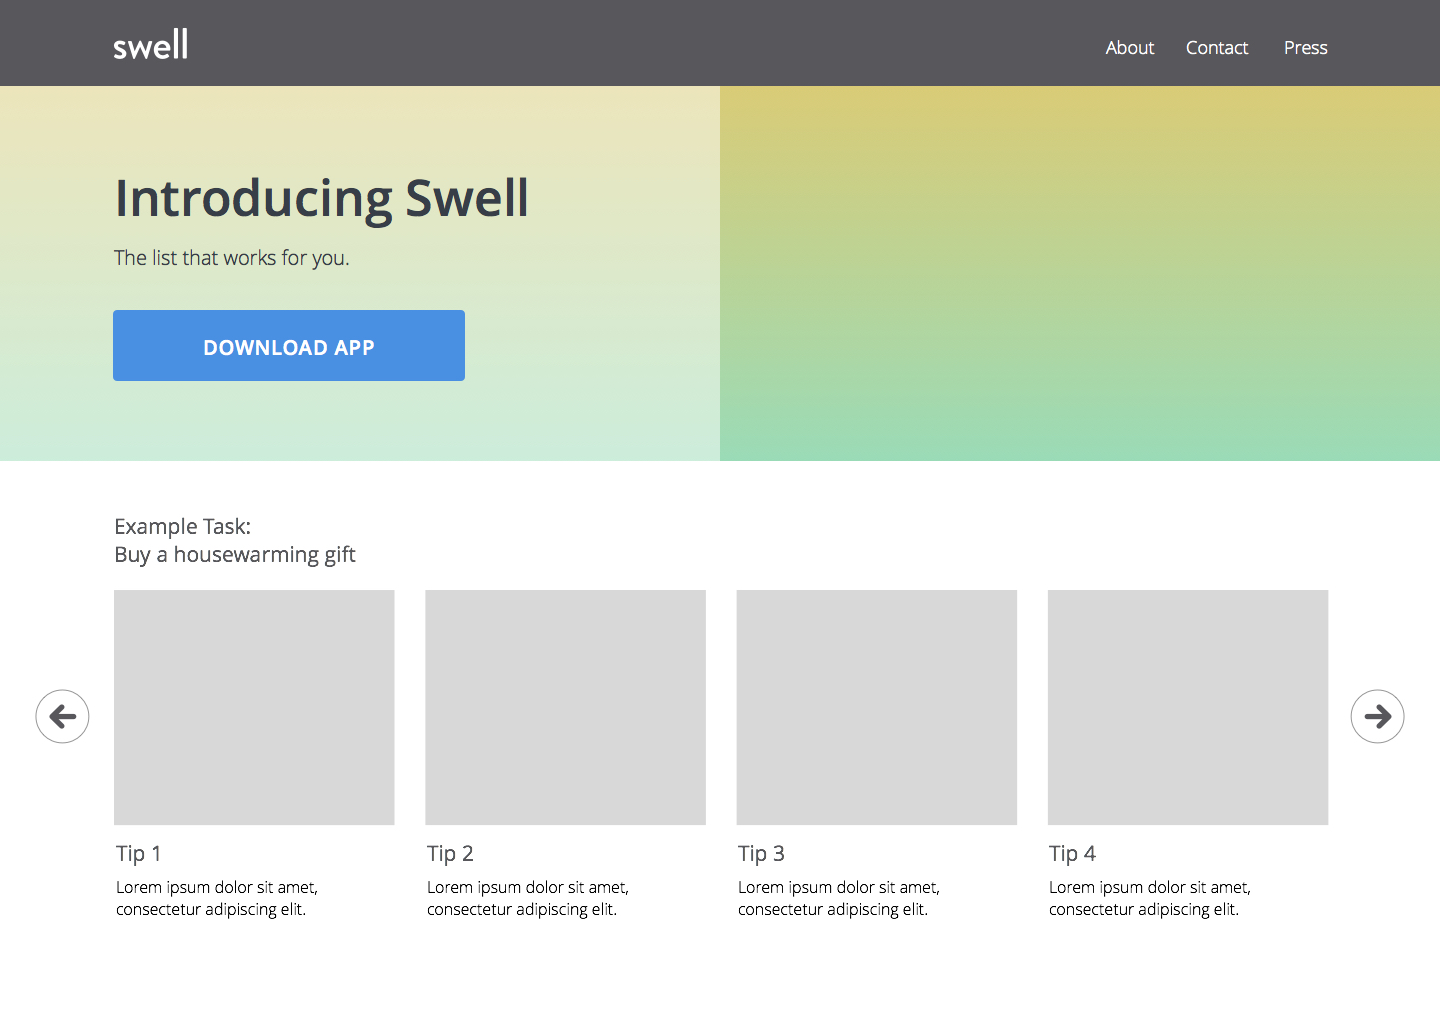 swell
About Contact Press
Introducing Swell
The list that works for you.
DOWNLOAD APP
Example Task:
Buy a housewarming gift
Tip 1
Lorem ipsum dolor sit amet,
consectetur adipiscing elit.
Tip 2
Lorem ipsum dolor sit amet,
consectetur adipiscing elit.
Tip 3
Lorem ipsum dolor sit amet,
consectetur adipiscing elit.
Tip 4
Lorem ipsum dolor sit amet,
consectetur adipiscing elit.